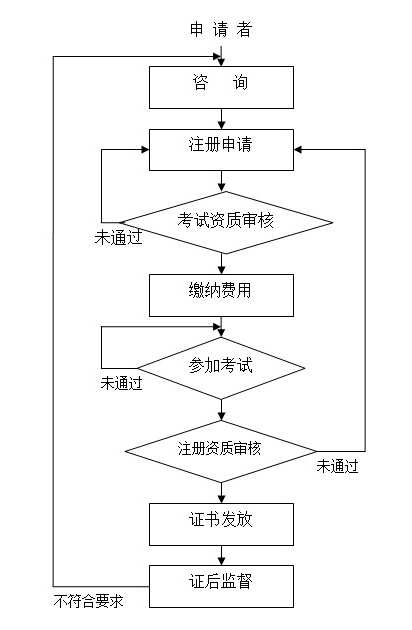 申 请 者
咨 询
注册申请
考试资质审核
未通过
缴纳费用
参加考试
未通过
注册资质审核
未通过
证书发放
证后监督
不符合要求